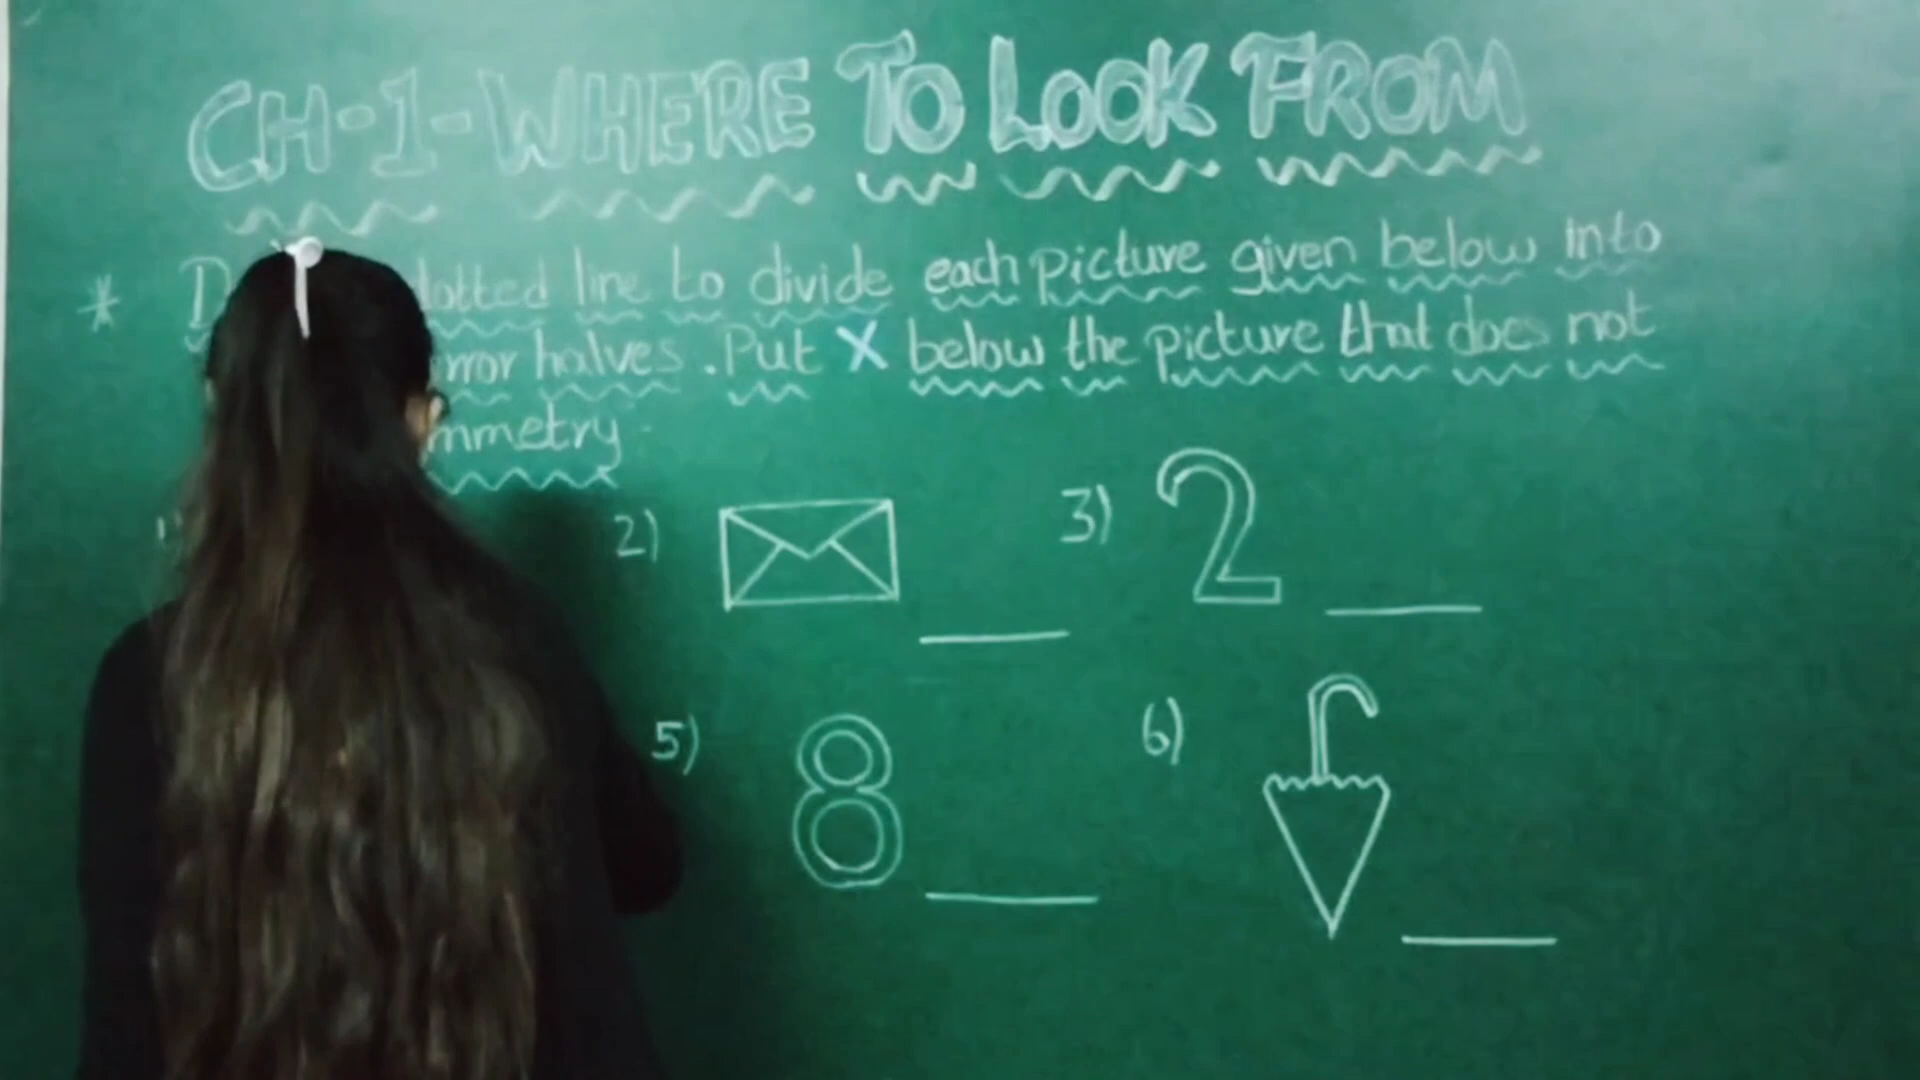 CH-1-WHERE TO LOOK FROM
* D lotted line to divide each picture given below into
rror halves. Put X below the picture that does not
mmetry.
2) 3) 2
5) 8 6)